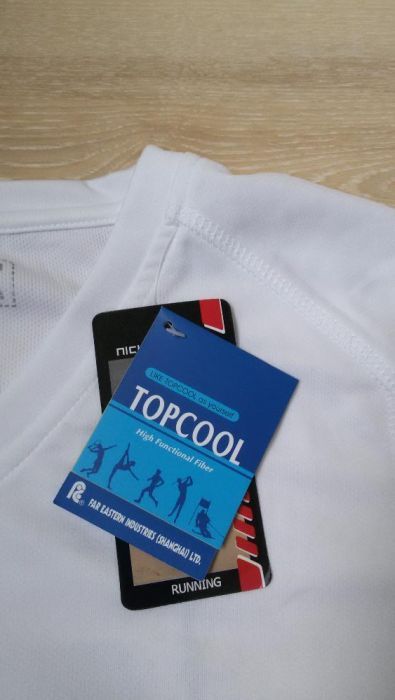 LIKE TOPCOOL as yourself
TOPCOOL
High Functional Fiber
FAR EASTERN INDUSTRIES (SHANGHAI) LTD.
RUNNING